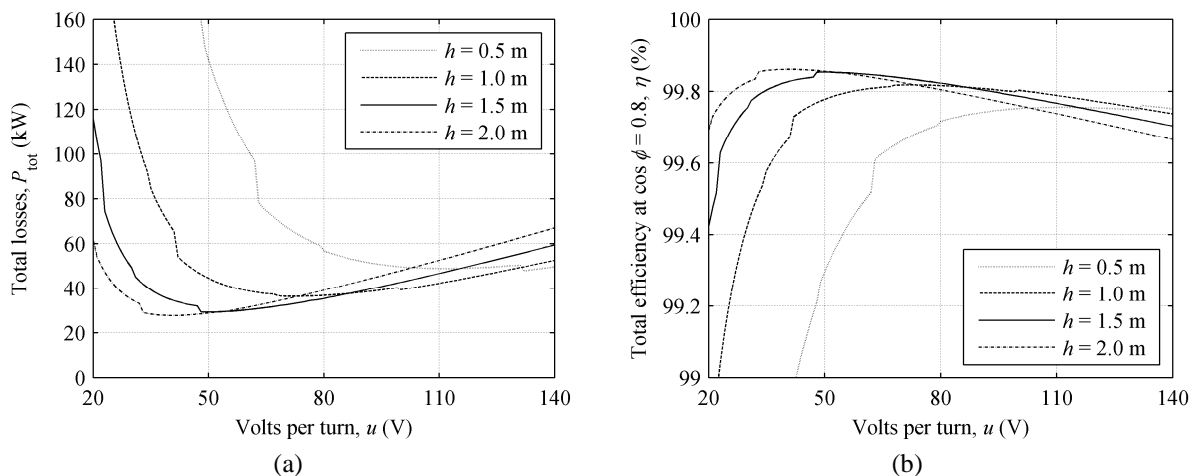 160
140
120
100
80
60
40
20
0
Total losses, P_tot (kW)
h = 0.5 m
h = 1.0 m
h = 1.5 m
h = 2.0 m
20 50 80 110 140
Volts per turn, u (V)
(a)
100
99.8
99.6
99.4
99.2
99
Total efficiency at cos ϕ = 0.8, η (%)
h = 0.5 m
h = 1.0 m
h = 1.5 m
h = 2.0 m
20 50 80 110 140
Volts per turn, u (V)
(b)